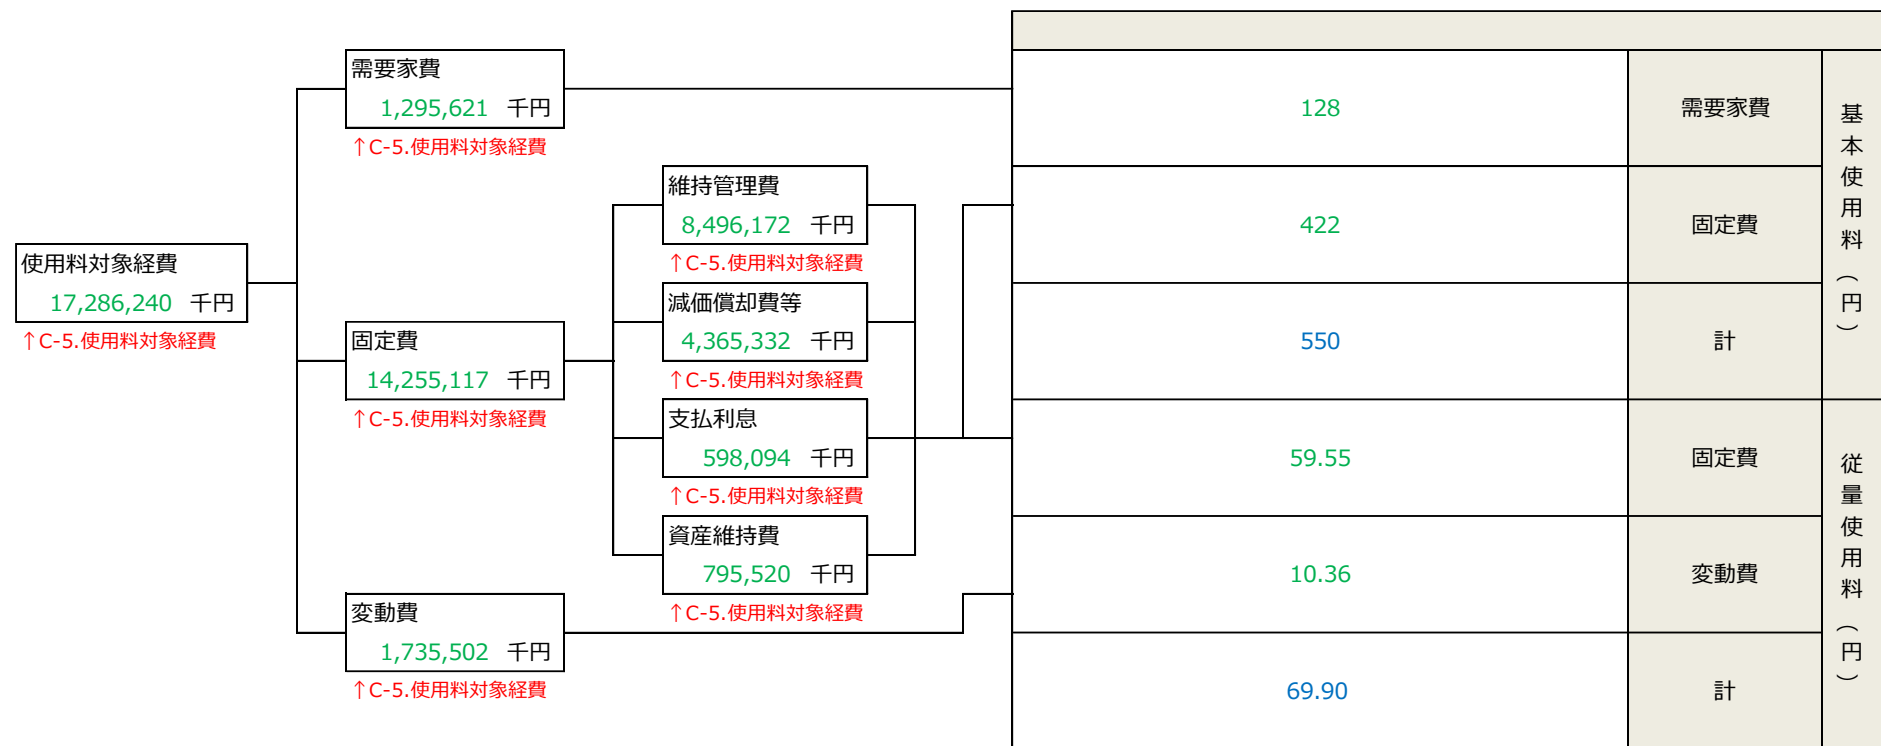 使用料対象経費
17,286,240 千円
↑C-5.使用料対象経費
需要家費
1,295,621 千円
↑C-5.使用料対象経費
固定費
14,255,117 千円
↑C-5.使用料対象経費
変動費
1,735,502 千円
↑C-5.使用料対象経費
維持管理費
8,496,172 千円
↑C-5.使用料対象経費
減価償却費等
4,365,332 千円
↑C-5.使用料対象経費
支払利息
598,094 千円
↑C-5.使用料対象経費
資産維持費
795,520 千円
↑C-5.使用料対象経費
128 需要家費
422 固定費
550 計
基本使用料(円)
59.55 固定費
10.36 変動費
69.90 計
従量使用料(円)